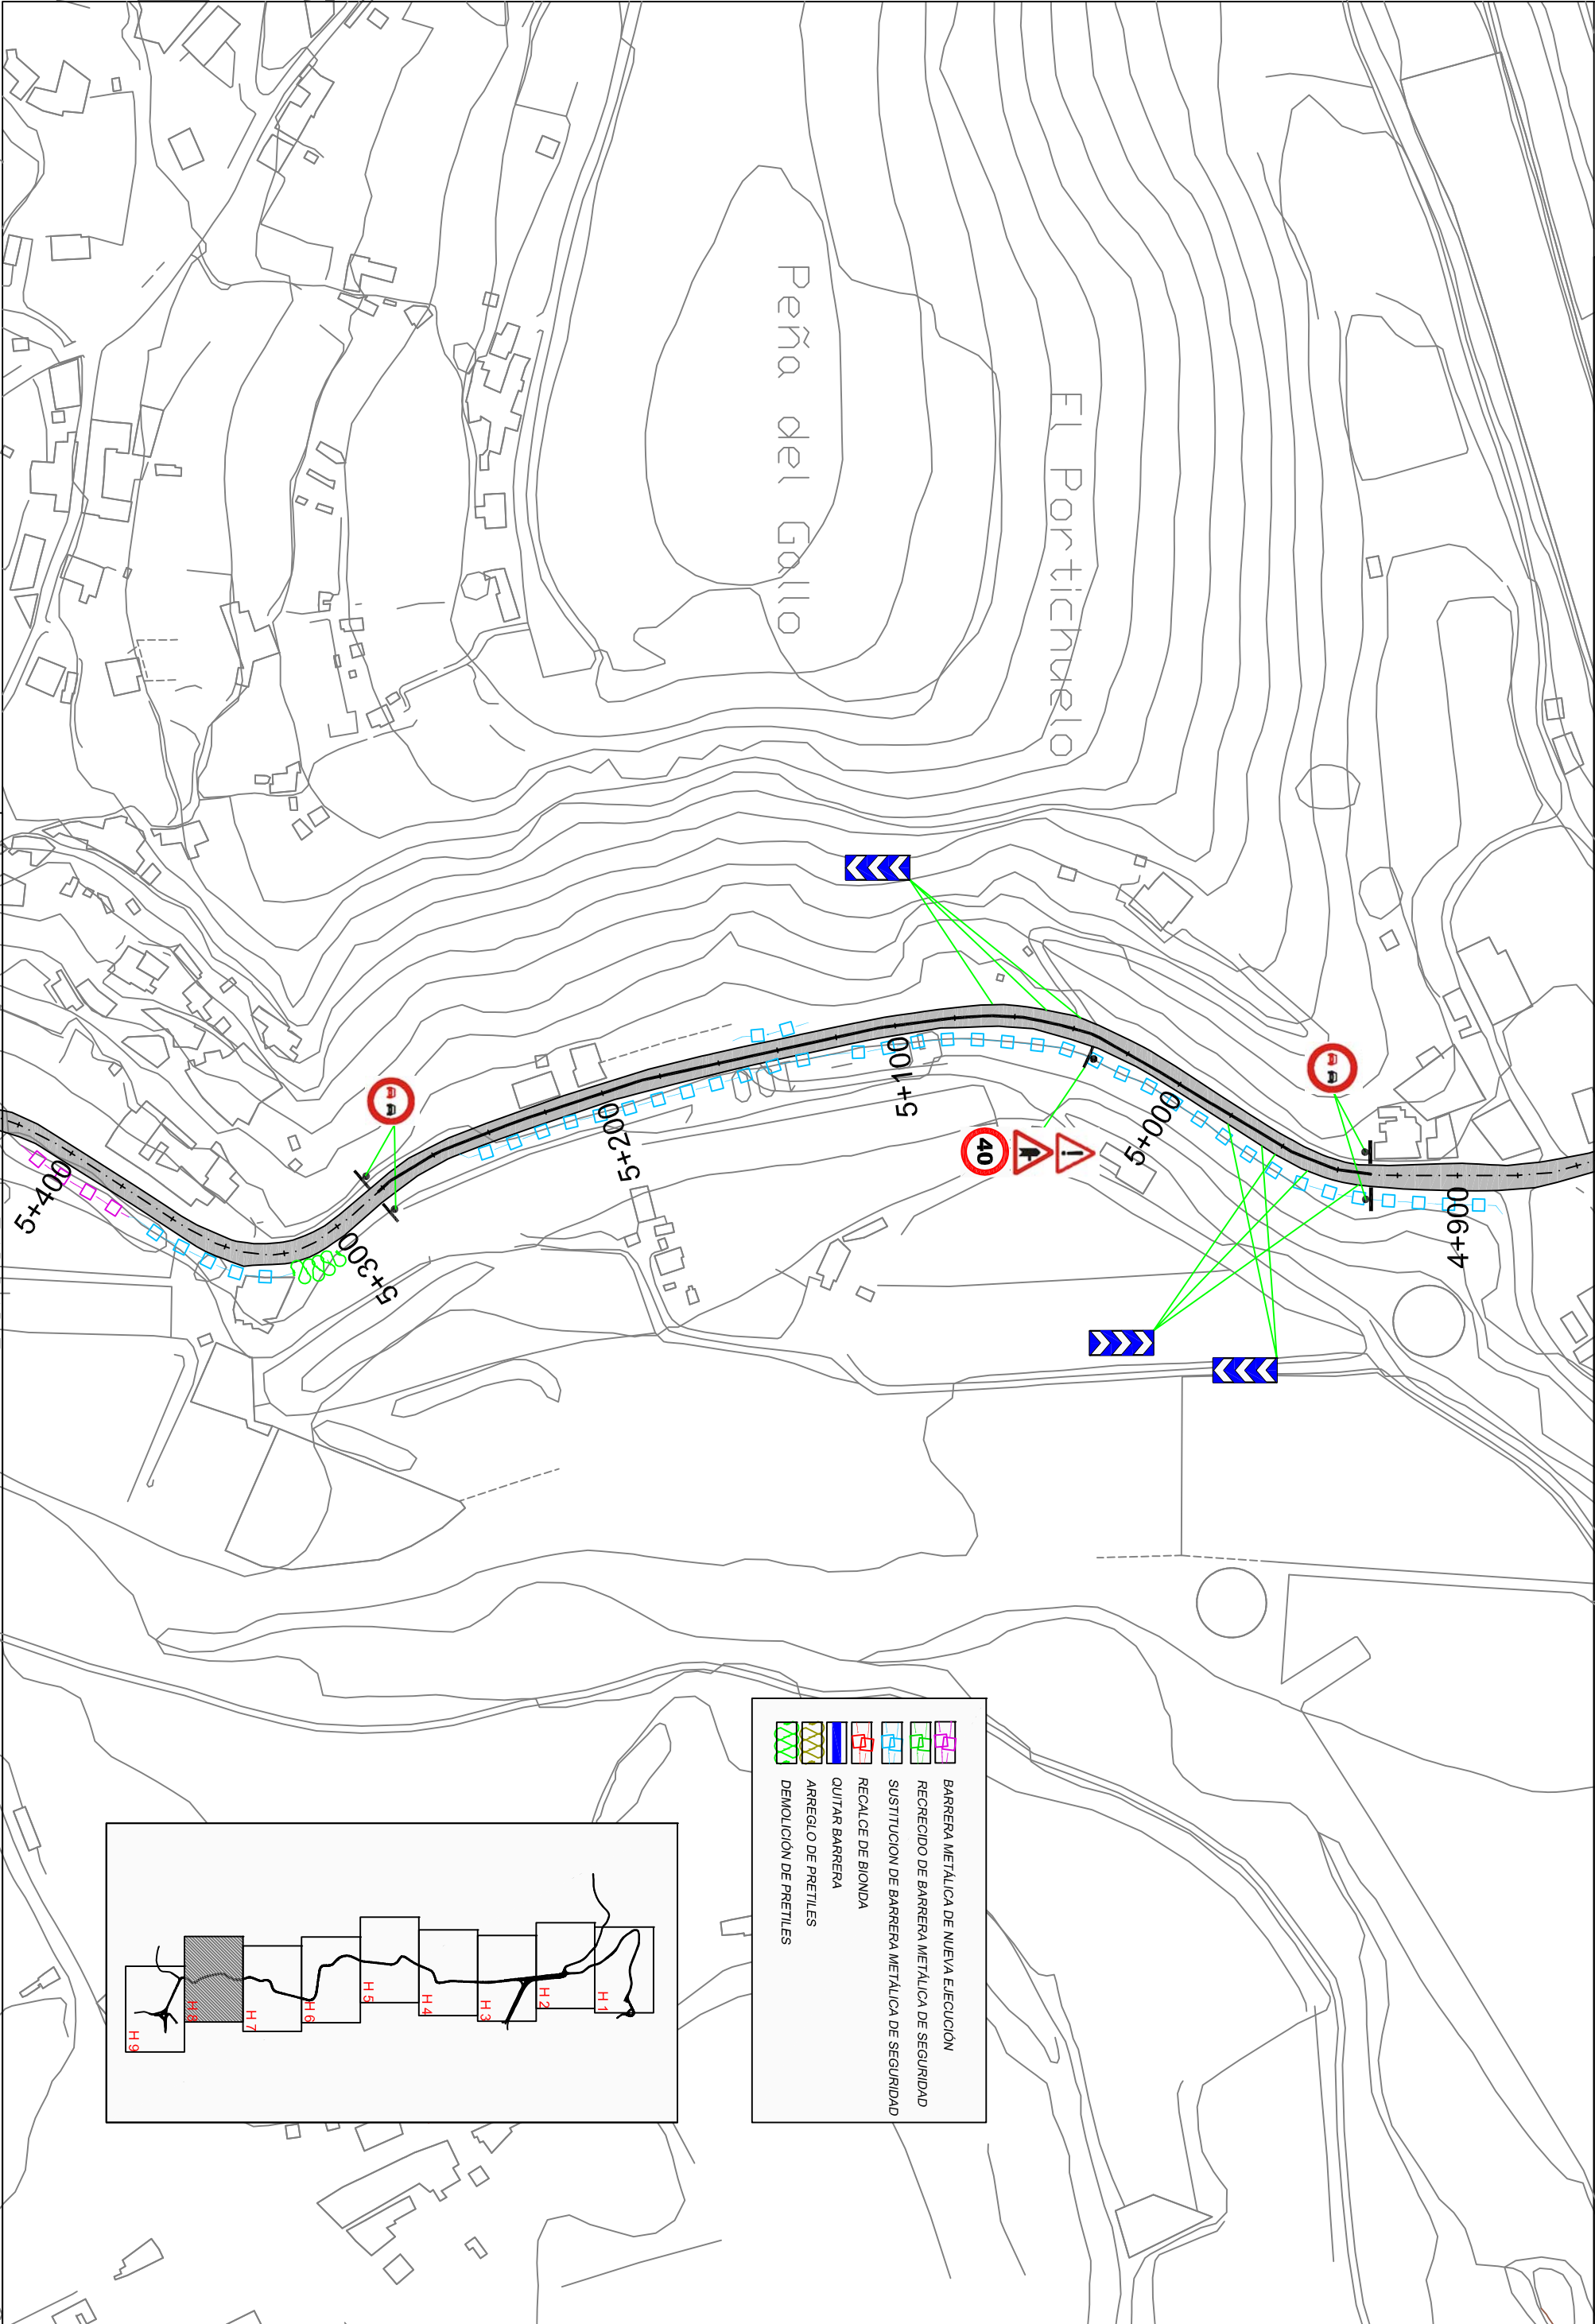 Peña del Gallo
El Portichuelo
5+400
5+300
5+200
5+100
5+000
4+900
40
BARRERA METÁLICA DE NUEVA EJECUCIÓN
RECRECIDO DE BARRERA METÁLICA DE SEGURIDAD
SUSTITUCION DE BARRERA METÁLICA DE SEGURIDAD
RECALCE DE BIONDA
QUITAR BARRERA
ARREGLO DE PRETILES
DEMOLICIÓN DE PRETILES
H 1
H 2
H 3
H 4
H 5
H 6
H 7
H 8
H 9